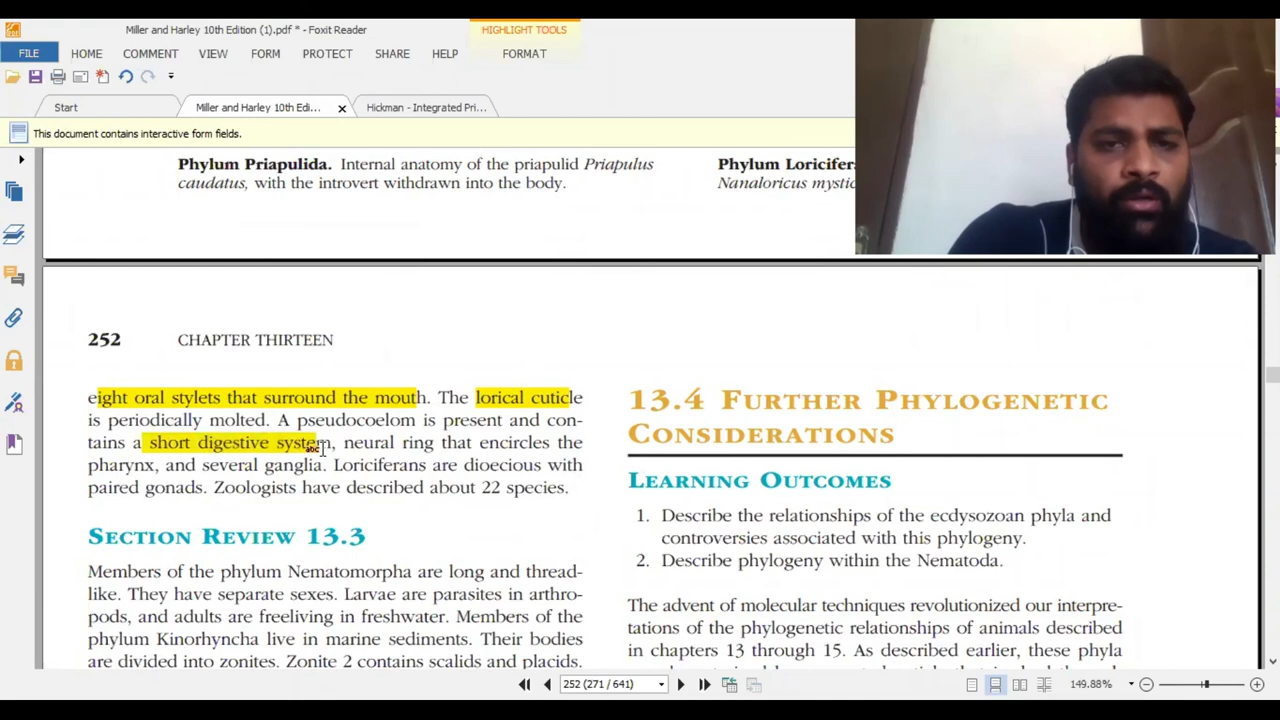 Miller and Harley 10th Edition (1).pdf * - Foxit Reader
HIGHLIGHT TOOLS
FILE HOME COMMENT VIEW FORM PROTECT SHARE HELP FORMAT
Start Miller and Harley 10th Edi... x Hickman - Integrated Pri...
This document contains interactive form fields.
Phylum Priapulida. Internal anatomy of the priapulid Priapulus
caudatus, with the introvert withdrawn into the body.
Phylum Loricifer
Nanaloricus mystic
252 CHAPTER THIRTEEN
eight oral stylets that surround the mouth. The lorical cuticle
is periodically molted. A pseudocoelom is present and con-
tains a short digestive system, neural ring that encircles the
pharynx, and several ganglia. Loriciferans are dioecious with
paired gonads. Zoologists have described about 22 species.
SECTION REVIEW 13.3
Members of the phylum Nematomorpha are long and thread-
like. They have separate sexes. Larvae are parasites in arthro-
pods, and adults are freeliving in freshwater. Members of the
phylum Kinorhyncha live in marine sediments. Their bodies
are divided into zonites. Zonite 2 contains scalids and placids.
13.4 FURTHER PHYLOGENETIC
CONSIDERATIONS
LEARNING OUTCOMES
1. Describe the relationships of the ecdysozoan phyla and
controversies associated with this phylogeny.
2. Describe phylogeny within the Nematoda.
The advent of molecular techniques revolutionized our interpre-
tations of the phylogenetic relationships of animals described
in chapters 13 through 15. As described earlier, these phyla
252 (271 / 641)
149.88%